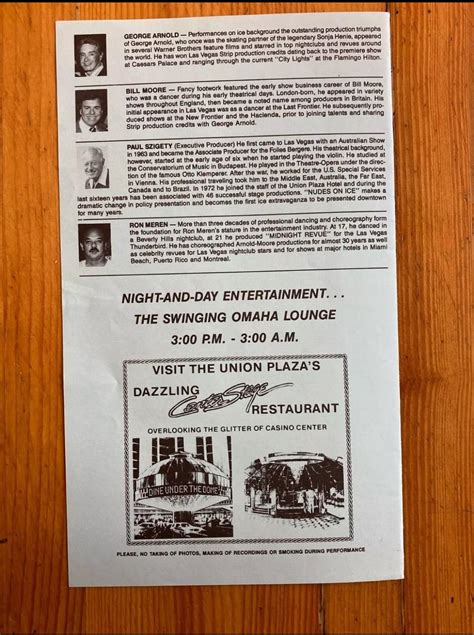 GEORGE ARNOLD — Performances on ice background the outstanding production triumphs
of George Arnold, who once was the skating partner of the legendary Sonja Henie, appeared
in several Warner Brothers feature films and starred in top nightclubs and revues around
the world. He has won Las Vegas Strip production credits dating back to the premiere show
at Caesars Palace and ranging through the current "City Lights" at the Flamingo Hilton.
BILL MOORE — Fancy footwork featured the early show business career of Bill Moore,
who was a dancer during his early theatrical days. London-born, he appeared in variety
shows throughout England, then became a noted name among producers in Britain. His
initial appearance in Las Vegas was as a dancer at the Last Frontier. He subsequently pro-
duced shows at the New Frontier and the Hacienda, prior to joining talents and sharing
Strip production credits with George Arnold.
PAUL SZIGETY (Executive Producer) He first came to Las Vegas with an Australian Show
in 1963 and became the Associate Producer for the Folies Bergere. His theatrical background,
however, started at the early age of six when he started playing the violin. He studied at
the Conservatorium of Music in Budapest. He played in the Theatre-Opera under the direc-
tion of the famous Otto Klemperer. After the war, he worked for the U.S. Special Services
in Vienna. His professional traveling took him to the Middle East, Australia, the Far East,
Canada and to Brazil. In 1972 he joined the staff of the Union Plaza Hotel and during the
last sixteen years has been associated with 48 successful stage productions. "NUDES ON ICE" makes a
dramatic change in policy presentation and becomes the first ice extravaganza to be presented downtown
for many years.
RON MEREN — More than three decades of professional dancing and choreography form
the foundation for Ron Meren's stature in the entertainment industry. At 17, he danced in
a Beverly Hills nightclub, at 21 he produced "MIDNIGHT REVUE" for the Las Vegas
Thunderbird. He has choreographed Arnold-Moore productions for almost 30 years as well
as celebrity revues for Las Vegas nightclub stars and for shows at major hotels in Miami
Beach, Puerto Rico and Montreal.
NIGHT-AND-DAY ENTERTAINMENT...
THE SWINGING OMAHA LOUNGE
3:00 P.M. - 3:00 A.M.
VISIT THE UNION PLAZA'S
DAZZLING
Center Stage
RESTAURANT
OVERLOOKING THE GLITTER OF CASINO CENTER
DINE UNDER THE DOME
PLEASE, NO TAKING OF PHOTOS, MAKING OF RECORDINGS OR SMOKING DURING PERFORMANCE